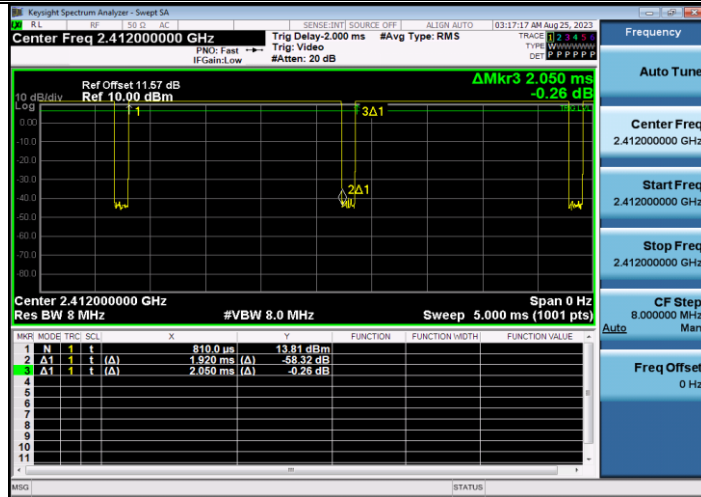 Keysight Spectrum Analyzer - Swept SA
RL RF 50 Ω AC SENSE:INT SOURCE OFF ALIGN AUTO 03:17:17 AM Aug 25, 2023
Center Freq 2.412000000 GHz
PNO: Fast
IFGain:Low
Trig Delay-2.000 ms
Trig: Video
#Atten: 20 dB
#Avg Type: RMS
TRACE 1 2 3 4 5 6
TYPE WWWWWW
DET P P P P P P
Frequency
Auto Tune
Center Freq
2.412000000 GHz
Start Freq
2.412000000 GHz
Stop Freq
2.412000000 GHz
CF Step
8.000000 MHz
Auto Man
Freq Offset
0 Hz
ΔMkr3 2.050 ms
-0.26 dB
Ref Offset 11.57 dB
10 dB/div Ref 10.00 dBm
Log
TRIG LVL
1
3Δ1
2Δ1
0.00
-10.0
-20.0
-30.0
-40.0
-50.0
-60.0
-70.0
-80.0
Center 2.412000000 GHz Span 0 Hz
Res BW 8 MHz #VBW 8.0 MHz Sweep 5.000 ms (1001 pts)
MKR MODE TRC SCL X Y FUNCTION FUNCTION WIDTH FUNCTION VALUE
1 N 1 t 810.0 µs 13.81 dBm
2 Δ1 1 t (Δ) 1.920 ms (Δ) -58.32 dB
3 Δ1 1 t (Δ) 2.050 ms (Δ) -0.26 dB
4
5
6
7
8
9
10
11
MSG STATUS